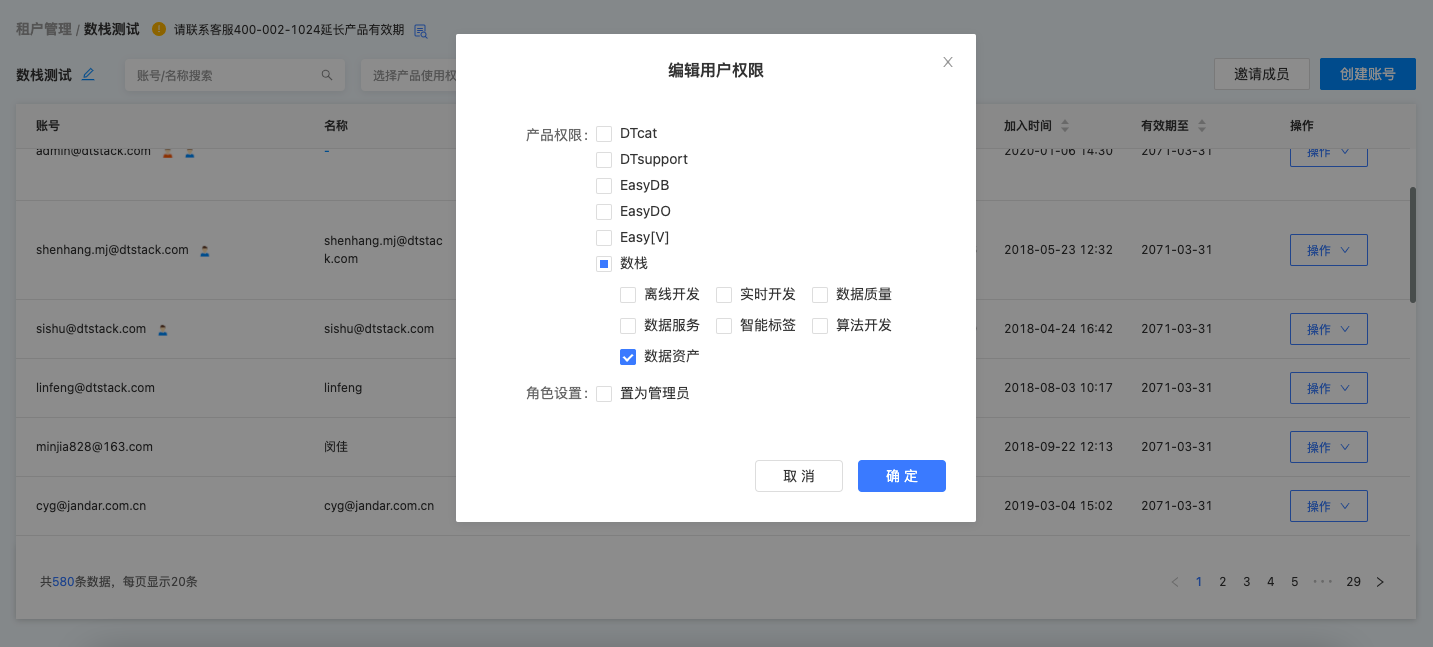 租户管理 / 数栈测试 请联系客服400-002-1024延长产品有效期
数栈测试 账号/名称搜索 选择产品使用权 邀请成员 创建账号
账号 名称 加入时间 有效期至 操作
admin@dtstack.com - 2020-01-06 14:30 2071-03-31 操作
shenhang.mj@dtstack.com shenhang.mj@dtstac 2018-05-23 12:32 2071-03-31 操作
k.com
sishu@dtstack.com sishu@dtstack.com 2018-04-24 16:42 2071-03-31 操作
linfeng@dtstack.com linfeng 2018-08-03 10:17 2071-03-31 操作
minjia828@163.com 闵佳 2018-09-22 12:13 2071-03-31 操作
cyg@jandar.com.cn cyg@jandar.com.cn 2019-03-04 15:02 2071-03-31 操作
共580条数据，每页显示20条 < 1 2 3 4 5 ··· 29 >
编辑用户权限
产品权限: DTcat
DTsupport
EasyDB
EasyDO
Easy[V]
数栈
离线开发 实时开发 数据质量
数据服务 智能标签 算法开发
数据资产
角色设置: 置为管理员
取 消 确 定